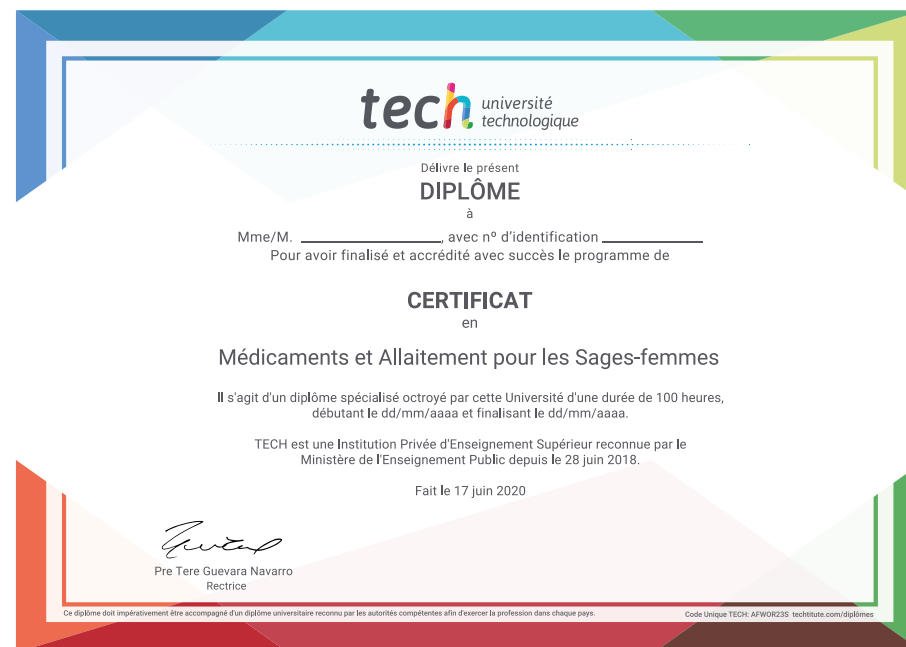 tech université
technologique
Délivre le présent
DIPLÔME
à
Mme/M. ____________________, avec nº d'identification ______________
Pour avoir finalisé et accrédité avec succès le programme de
CERTIFICAT
en
Médicaments et Allaitement pour les Sages-femmes
Il s'agit d'un diplôme spécialisé octroyé par cette Université d'une durée de 100 heures,
débutant le dd/mm/aaaa et finalisant le dd/mm/aaaa.
TECH est une Institution Privée d'Enseignement Supérieur reconnue par le
Ministère de l'Enseignement Public depuis le 28 juin 2018.
Fait le 17 juin 2020
Pre Tere Guevara Navarro
Rectrice
Ce diplôme doit impérativement être accompagné d'un diplôme universitaire reconnu par les autorités compétentes afin d'exercer la profession dans chaque pays.
Code Unique TECH: AFWOR23S techtitute.com/diplômes